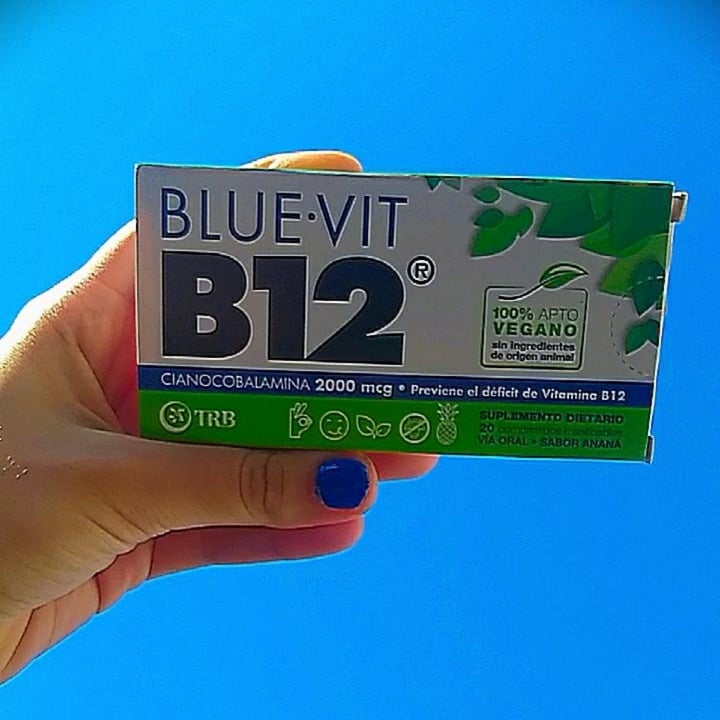 BLUE·VIT
B12®
100% APTO
VEGANO
sin ingredientes
de origen animal
CIANOCOBALAMINA 2000 mcg • Previene el déficit de Vitamina B12
TRB
SUPLEMENTO DIETARIO
20 comprimidos masticables
VÍA ORAL • SABOR ANANÁ